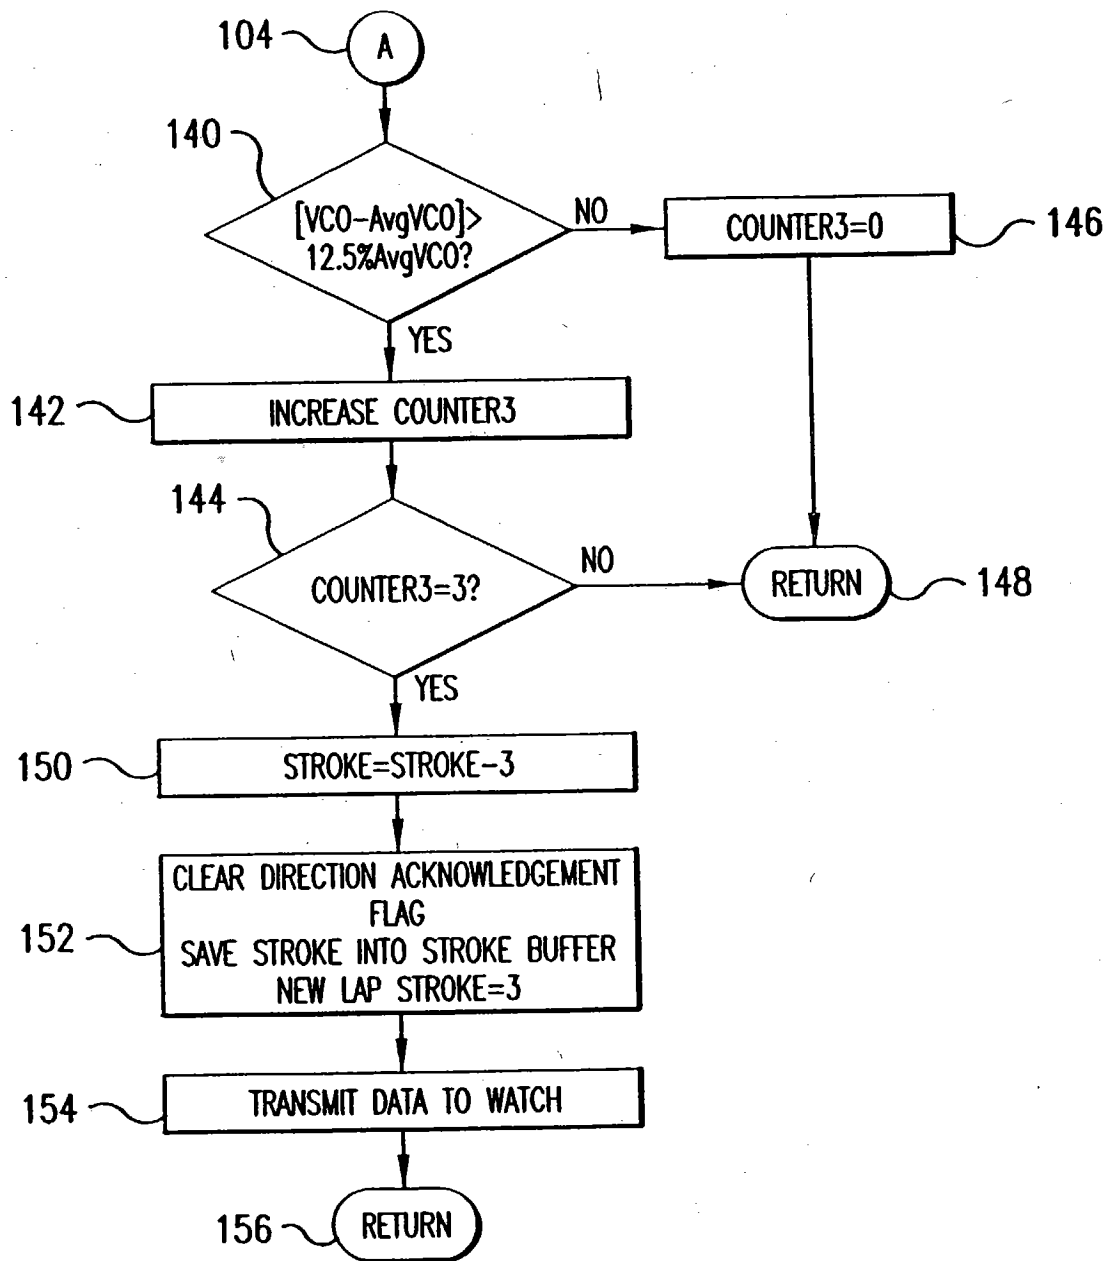 104
A
140
[VCO-AvgVCO]>
12.5%AvgVCO?
NO
COUNTER3=0
146
YES
142
INCREASE COUNTER3
144
COUNTER3=3?
NO
RETURN
148
YES
150
STROKE=STROKE-3
152
CLEAR DIRECTION ACKNOWLEDGEMENT
FLAG
SAVE STROKE INTO STROKE BUFFER
NEW LAP STROKE=3
154
TRANSMIT DATA TO WATCH
156
RETURN